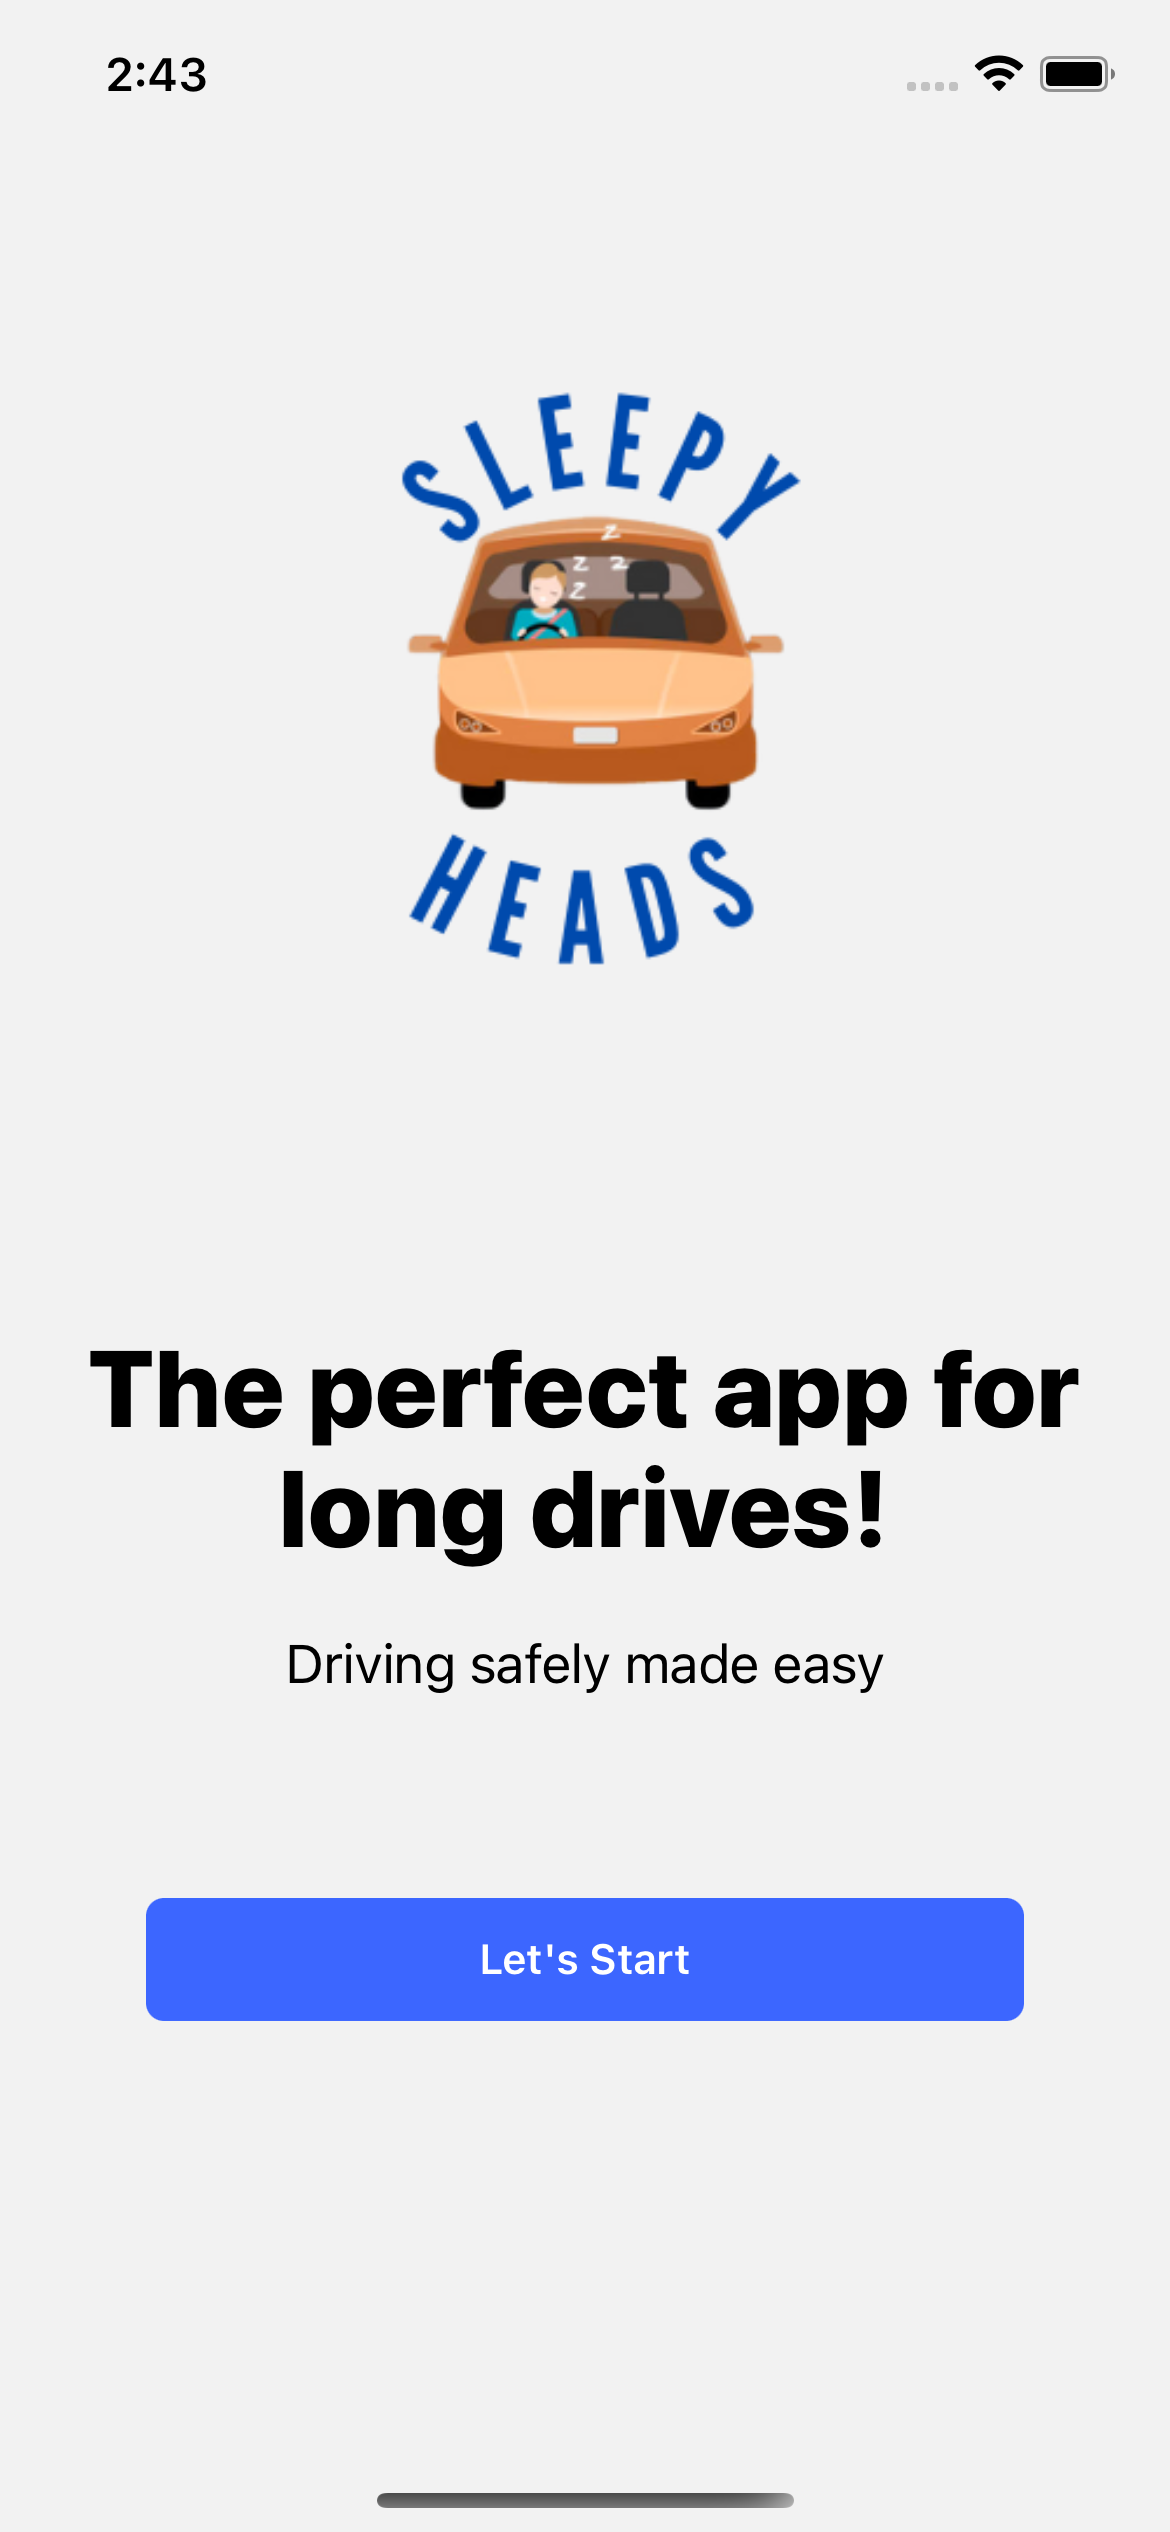 2:43
SLEEPY
z
z z
z
HEADS
The perfect app for
long drives!
Driving safely made easy
Let's Start